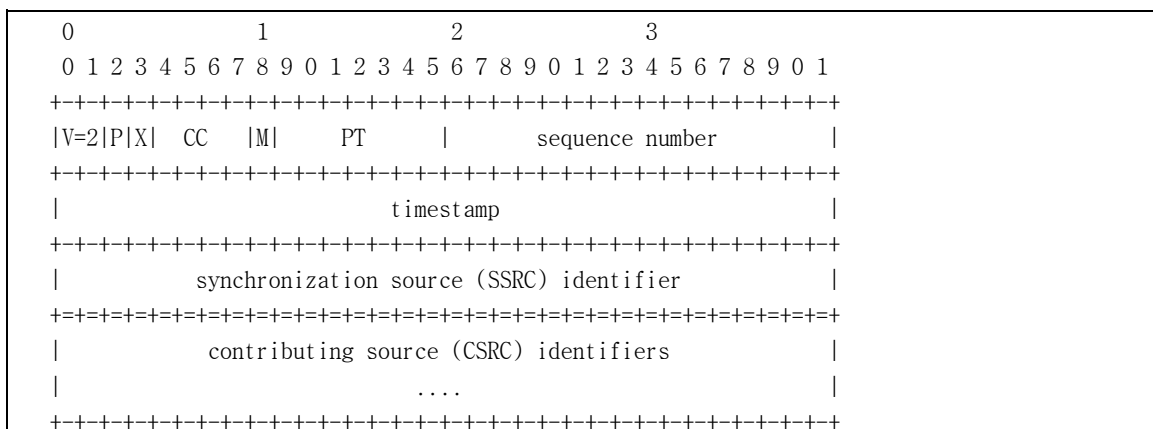 0                   1                   2                   3
0 1 2 3 4 5 6 7 8 9 0 1 2 3 4 5 6 7 8 9 0 1 2 3 4 5 6 7 8 9 0 1
+-+-+-+-+-+-+-+-+-+-+-+-+-+-+-+-+-+-+-+-+-+-+-+-+-+-+-+-+-+-+-+-+
|V=2|P|X|  CC   |M|     PT      |       sequence number         |
+-+-+-+-+-+-+-+-+-+-+-+-+-+-+-+-+-+-+-+-+-+-+-+-+-+-+-+-+-+-+-+-+
|                           timestamp                           |
+-+-+-+-+-+-+-+-+-+-+-+-+-+-+-+-+-+-+-+-+-+-+-+-+-+-+-+-+-+-+-+-+
|           synchronization source (SSRC) identifier            |
+=+=+=+=+=+=+=+=+=+=+=+=+=+=+=+=+=+=+=+=+=+=+=+=+=+=+=+=+=+=+=+=+
|            contributing source (CSRC) identifiers             |
|                             ....                              |
+-+-+-+-+-+-+-+-+-+-+-+-+-+-+-+-+-+-+-+-+-+-+-+-+-+-+-+-+-+-+-+-+